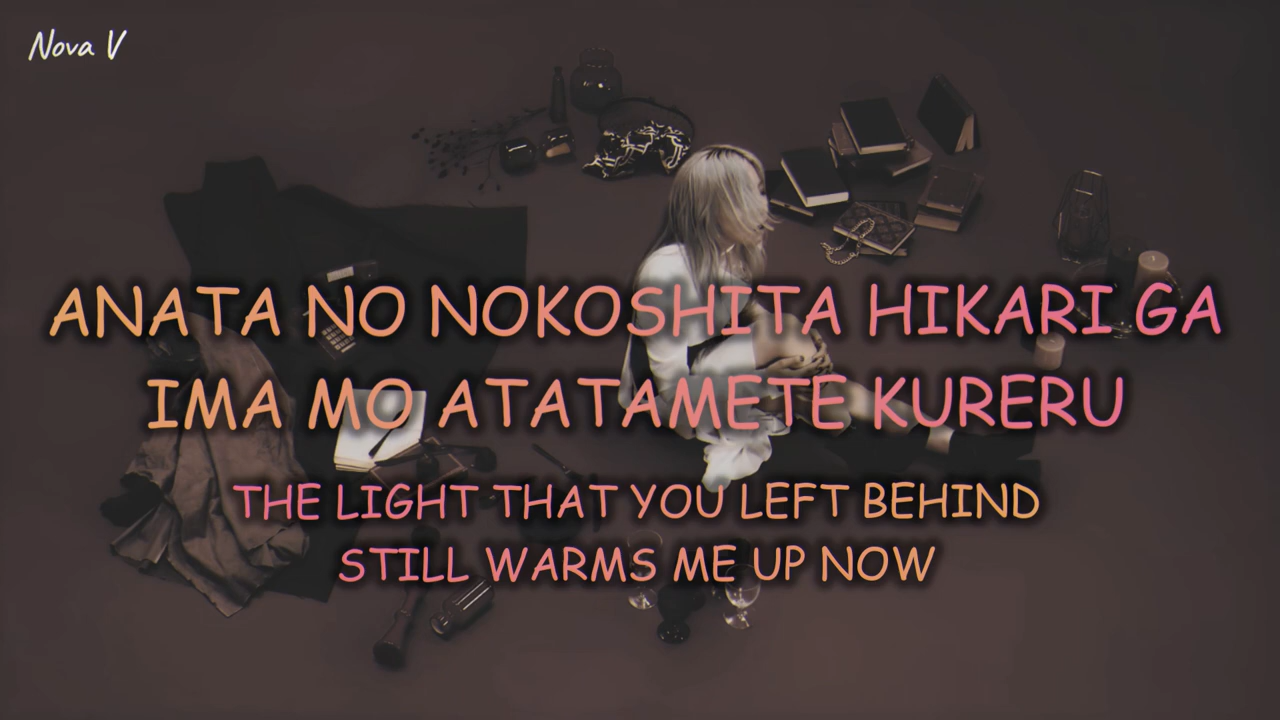 Nova V
ANATA NO NOKOSHITA HIKARI GA
IMA MO ATATAMETE KURERU
THE LIGHT THAT YOU LEFT BEHIND
STILL WARMS ME UP NOW